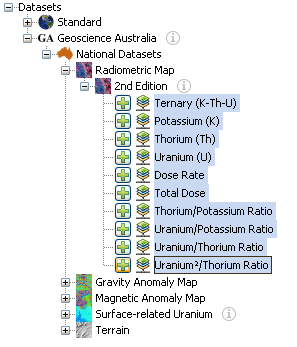 Datasets
Standard
GA Geoscience Australia
National Datasets
Radiometric Map
2nd Edition
Ternary (K-Th-U)
Potassium (K)
Thorium (Th)
Uranium (U)
Dose Rate
Total Dose
Thorium/Potassium Ratio
Uranium/Potassium Ratio
Uranium/Thorium Ratio
Uranium²/Thorium Ratio
Gravity Anomaly Map
Magnetic Anomaly Map
Surface-related Uranium
Terrain